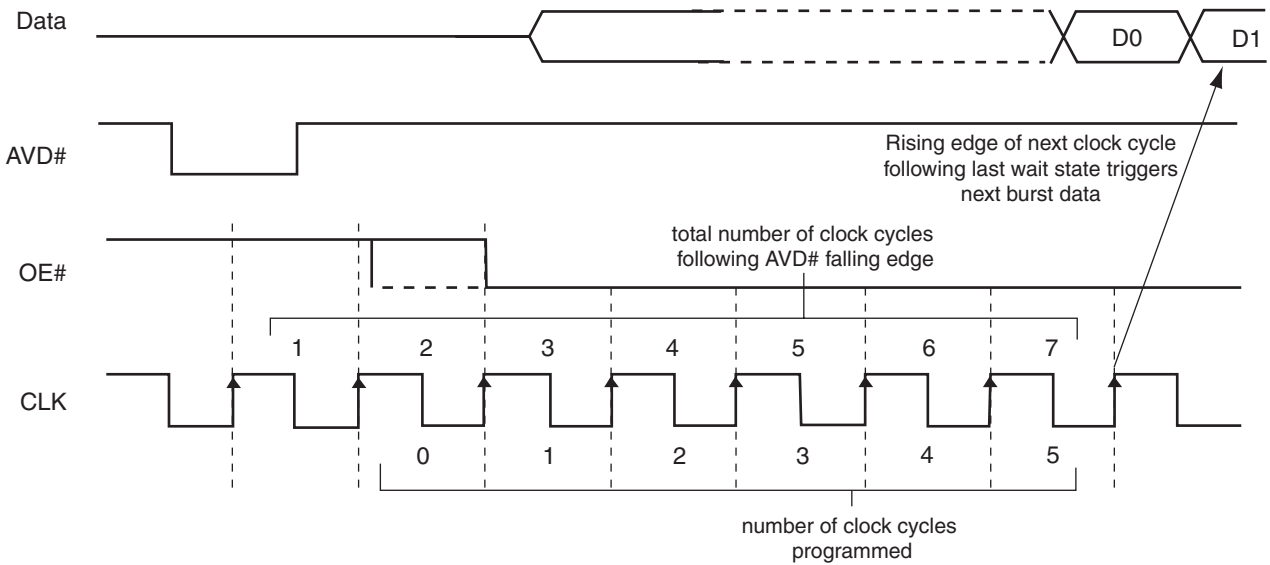 Data
D0
D1
AVD#
Rising edge of next clock cycle
following last wait state triggers
next burst data
total number of clock cycles
following AVD# falling edge
OE#
1 2 3 4 5 6 7
CLK
0 1 2 3 4 5
number of clock cycles
programmed